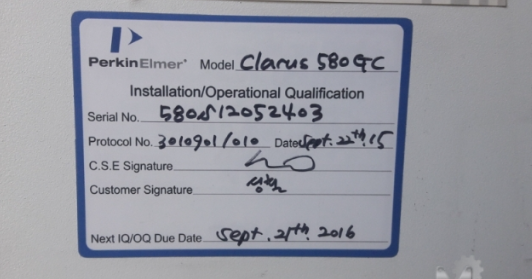 PerkinElmer Model Clarus 580 GC
Installation/Operational Qualification
Serial No. 580S12052403
Protocol No. 3010901/010 Date Sept. 22th. 15
C.S.E Signature
Customer Signature
Next IQ/OQ Due Date Sept. 21th. 2016